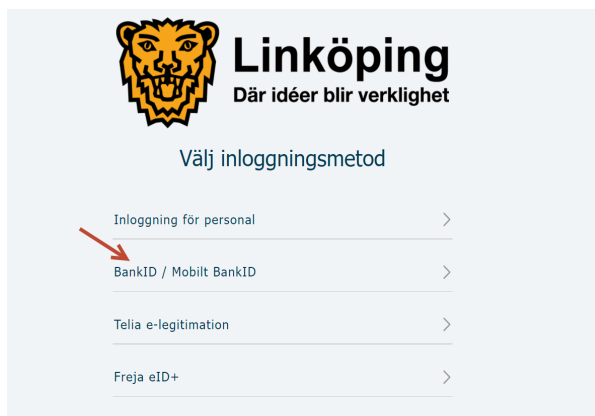 Linköping
Där idéer blir verklighet
Välj inloggningsmetod
Inloggning för personal
BankID / Mobilt BankID
Telia e-legitimation
Freja eID+